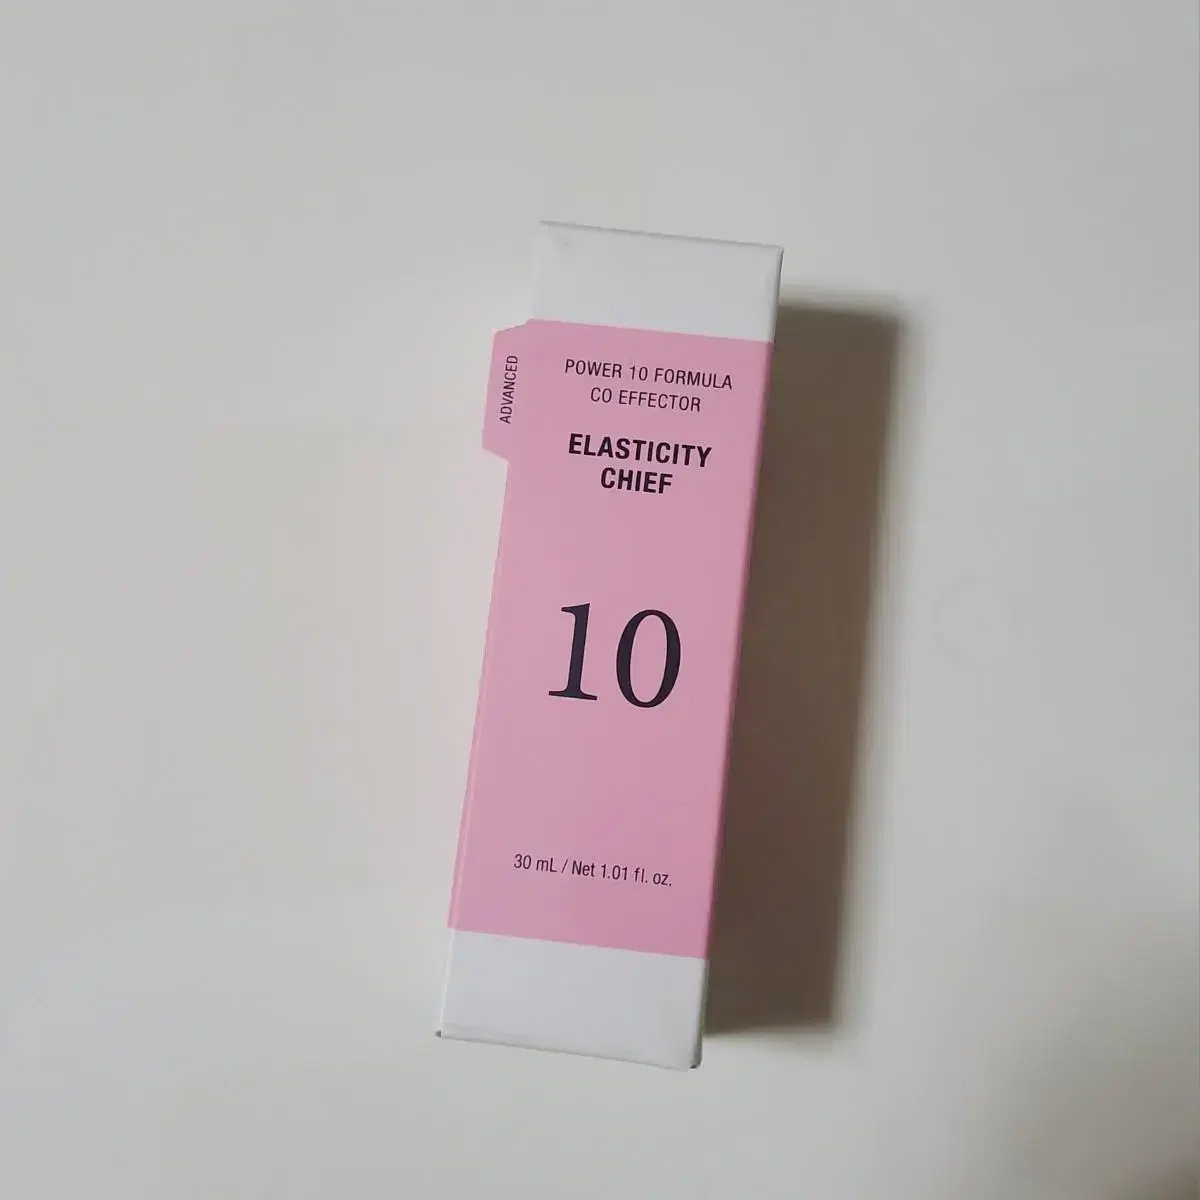 ADVANCED
POWER 10 FORMULA
CO EFFECTOR
ELASTICITY
CHIEF
10
30 mL / Net 1.01 fl. oz.